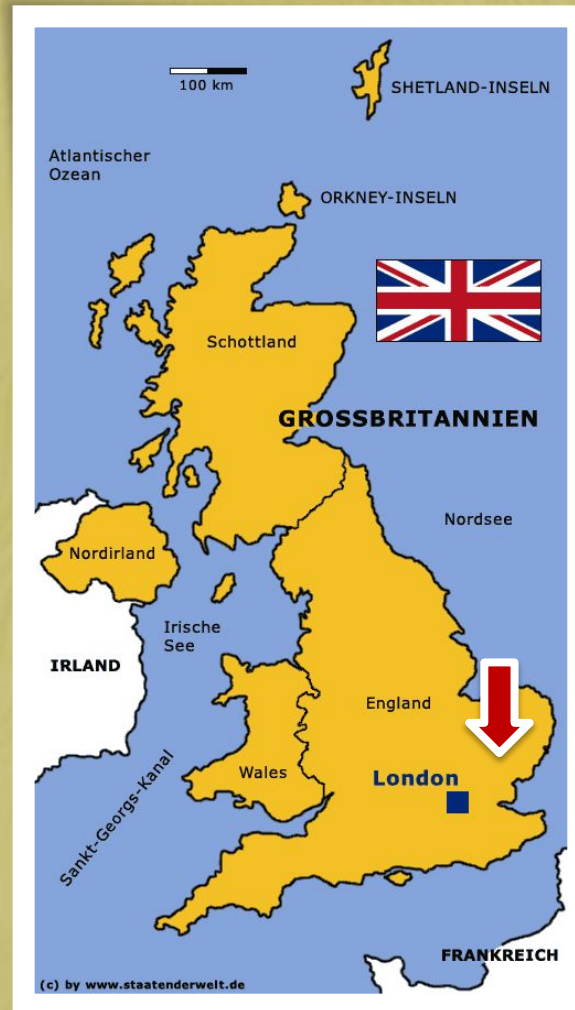 100 km
SHETLAND-INSELN
Atlantischer
Ozean
ORKNEY-INSELN
Schottland
GROSSBRITANNIEN
Nordsee
Nordirland
Irische
See
IRLAND
England
Wales
London
Sankt-Georgs-Kanal
FRANKREICH
(c) by www.staatenderwelt.de